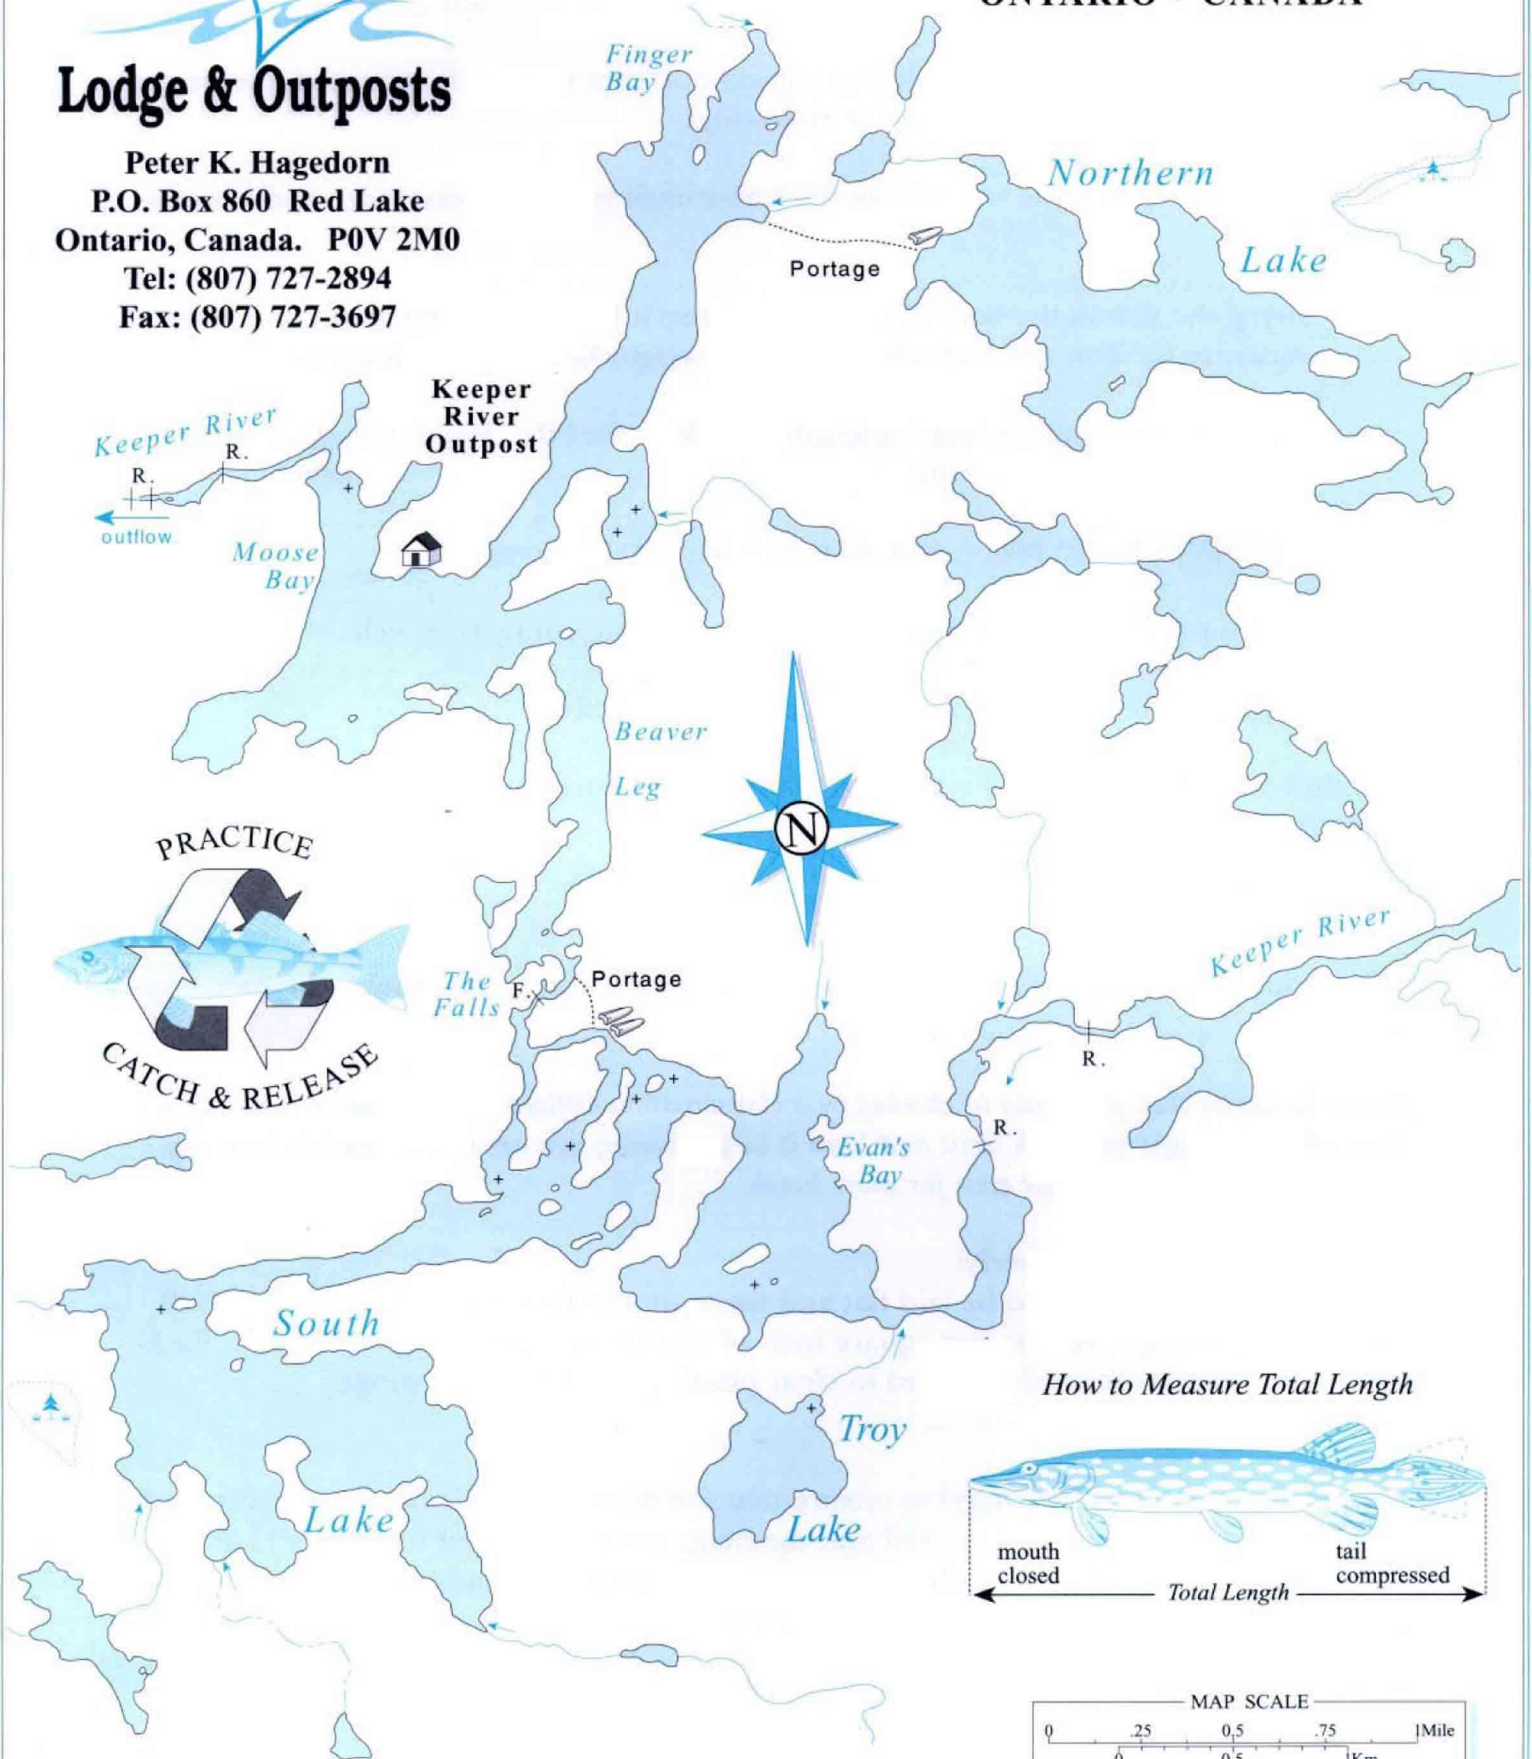 ONTARIO • CANADA
Lodge & Outposts
Peter K. Hagedorn
P.O. Box 860 Red Lake
Ontario, Canada. P0V 2M0
Tel: (807) 727-2894
Fax: (807) 727-3697
Finger
Bay
Northern
Lake
Portage
Keeper
River
Outpost
Keeper River
R.
R.
outflow
Moose
Bay
Beaver
Leg
N
PRACTICE
CATCH & RELEASE
The
Falls
F.
Portage
Keeper River
R.
R.
Evan's
Bay
South
Lake
Troy
Lake
How to Measure Total Length
mouth
closed
tail
compressed
Total Length
MAP SCALE
0 .25 0,5 .75 1Mile
0 0.5 1Km